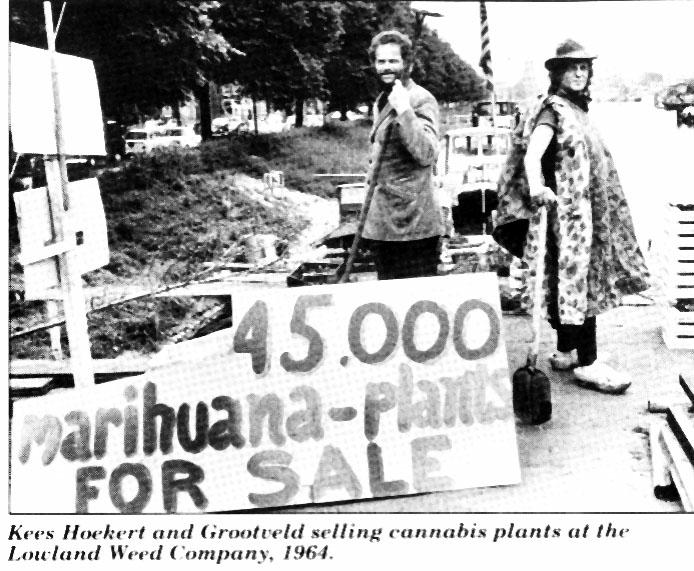 45.000
marihuana-plants
FOR SALE
Kees Hoekert and Grootveld selling cannabis plants at the
Lowland Weed Company, 1964.